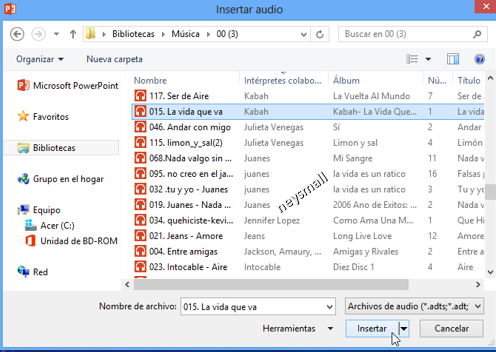 Insertar audio
Bibliotecas Música 00 (3) Buscar en 00 (3)
Organizar Nueva carpeta
Nombre Intérpretes colabo... Álbum Nú... Título
Microsoft PowerPoint
Favoritos
Bibliotecas
Grupo en el hogar
Equipo
Acer (C:)
Unidad de BD-ROM
Red
117. Ser de Aire Kabah La Vuelta Al Mundo 7 Ser de
015. La vida que va Kabah Kabah- La Vida Que... 1 La vida
046. Andar con migo Julieta Venegas Sí 2 Andar
115. limon_y_sal(2) Julieta Venegas Limon y sal 4 Limón
068.Nada valgo sin ... Juanes Mi Sangre 11 Nada v
095. no creo en el ja... juanes la vida es un ratico 16 Falsas p
032 .tu y yo - Juanes juanes la vida es un ratico 3 Tu y yo
019. Juanes - Nada ... Juanes 2006 Ano de Exitos: ... 2 Nada v
034. quehiciste-kevi... Jennifer Lopez Como Ama Una M... 1 Que H
021. Jeans - Amore Jeans Long Live Love 12 Amore
004. Entre amigas Jackson, Amaury, ... Amigas y Rivales 2 Entre
023. Intocable - Aire Intocable Diez Disc 1 4 Aire
neysmall
Nombre de archivo: 015. La vida que va Archivos de audio (*.adts;*.adt;
Herramientas Insertar Cancelar